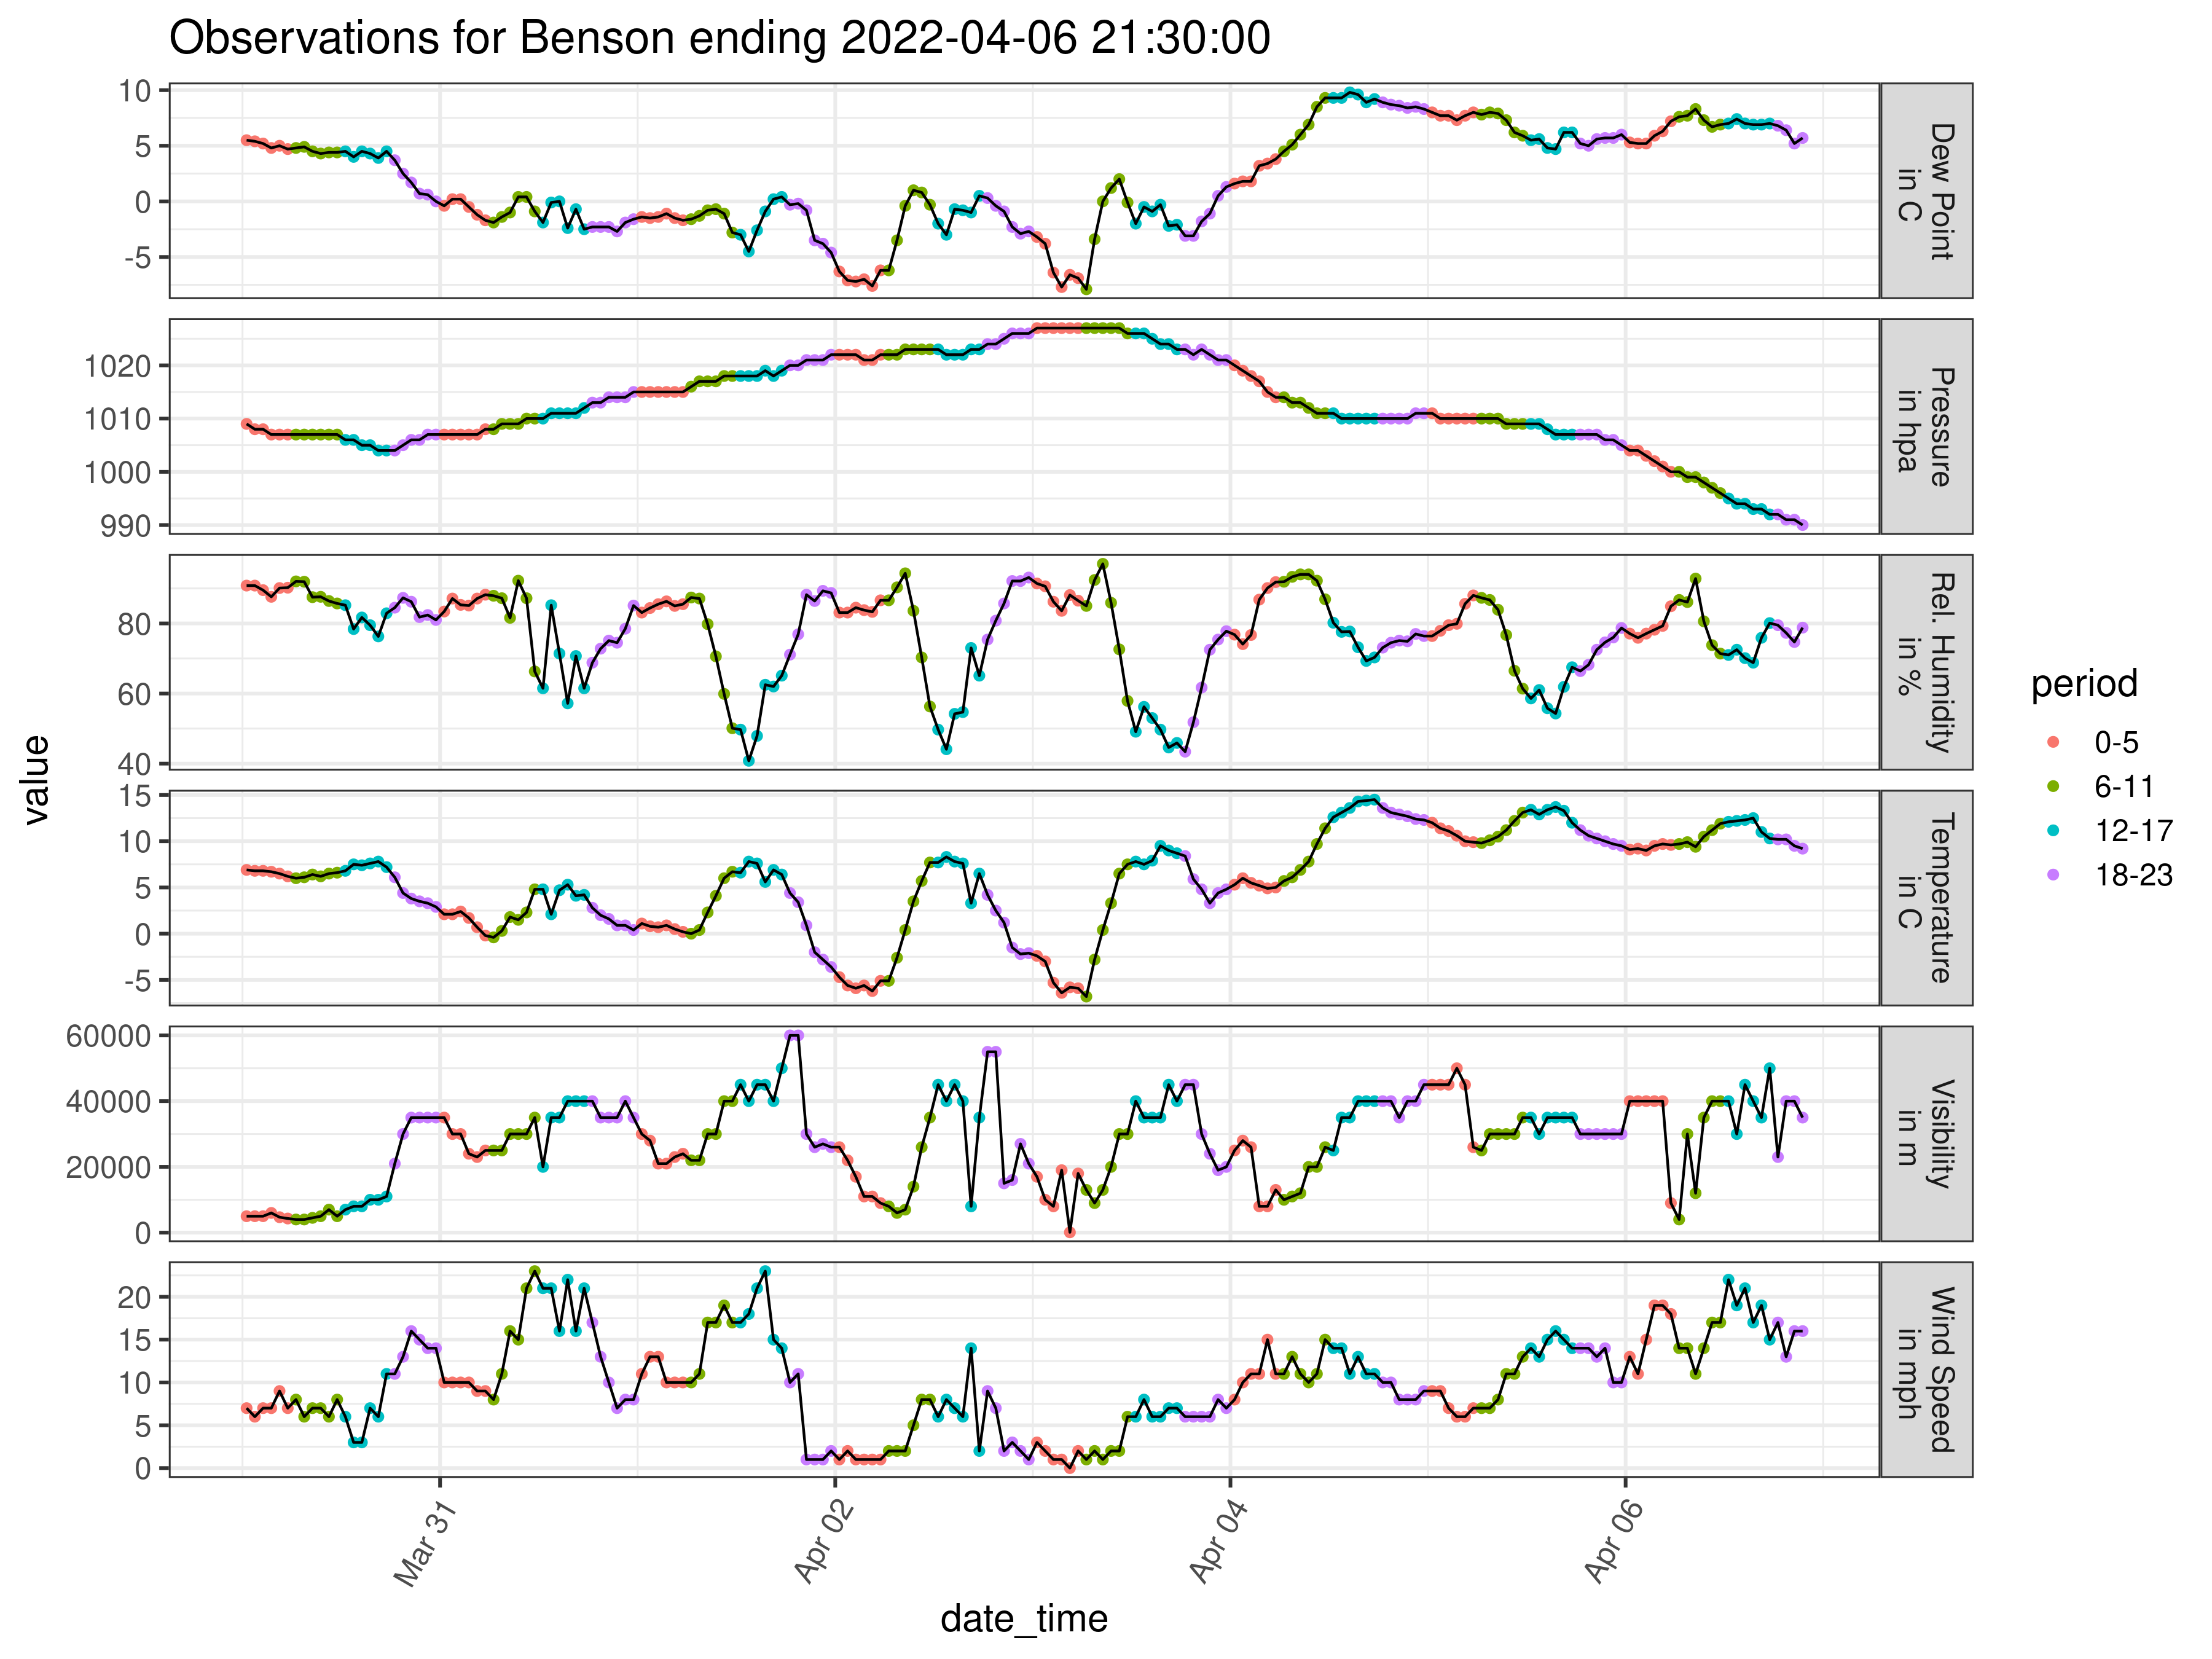 Observations for Benson ending 2022-04-06 21:30:00
10
5
0
-5
Dew Point
in C
1020
1010
1000
990
Pressure
in hpa
80
60
40
Rel. Humidity
in %
15
10
5
0
-5
Temperature
in C
60000
40000
20000
0
Visibility
in m
20
15
10
5
0
Wind Speed
in mph
value
Mar 31
Apr 02
Apr 04
Apr 06
date_time
period
0-5
6-11
12-17
18-23